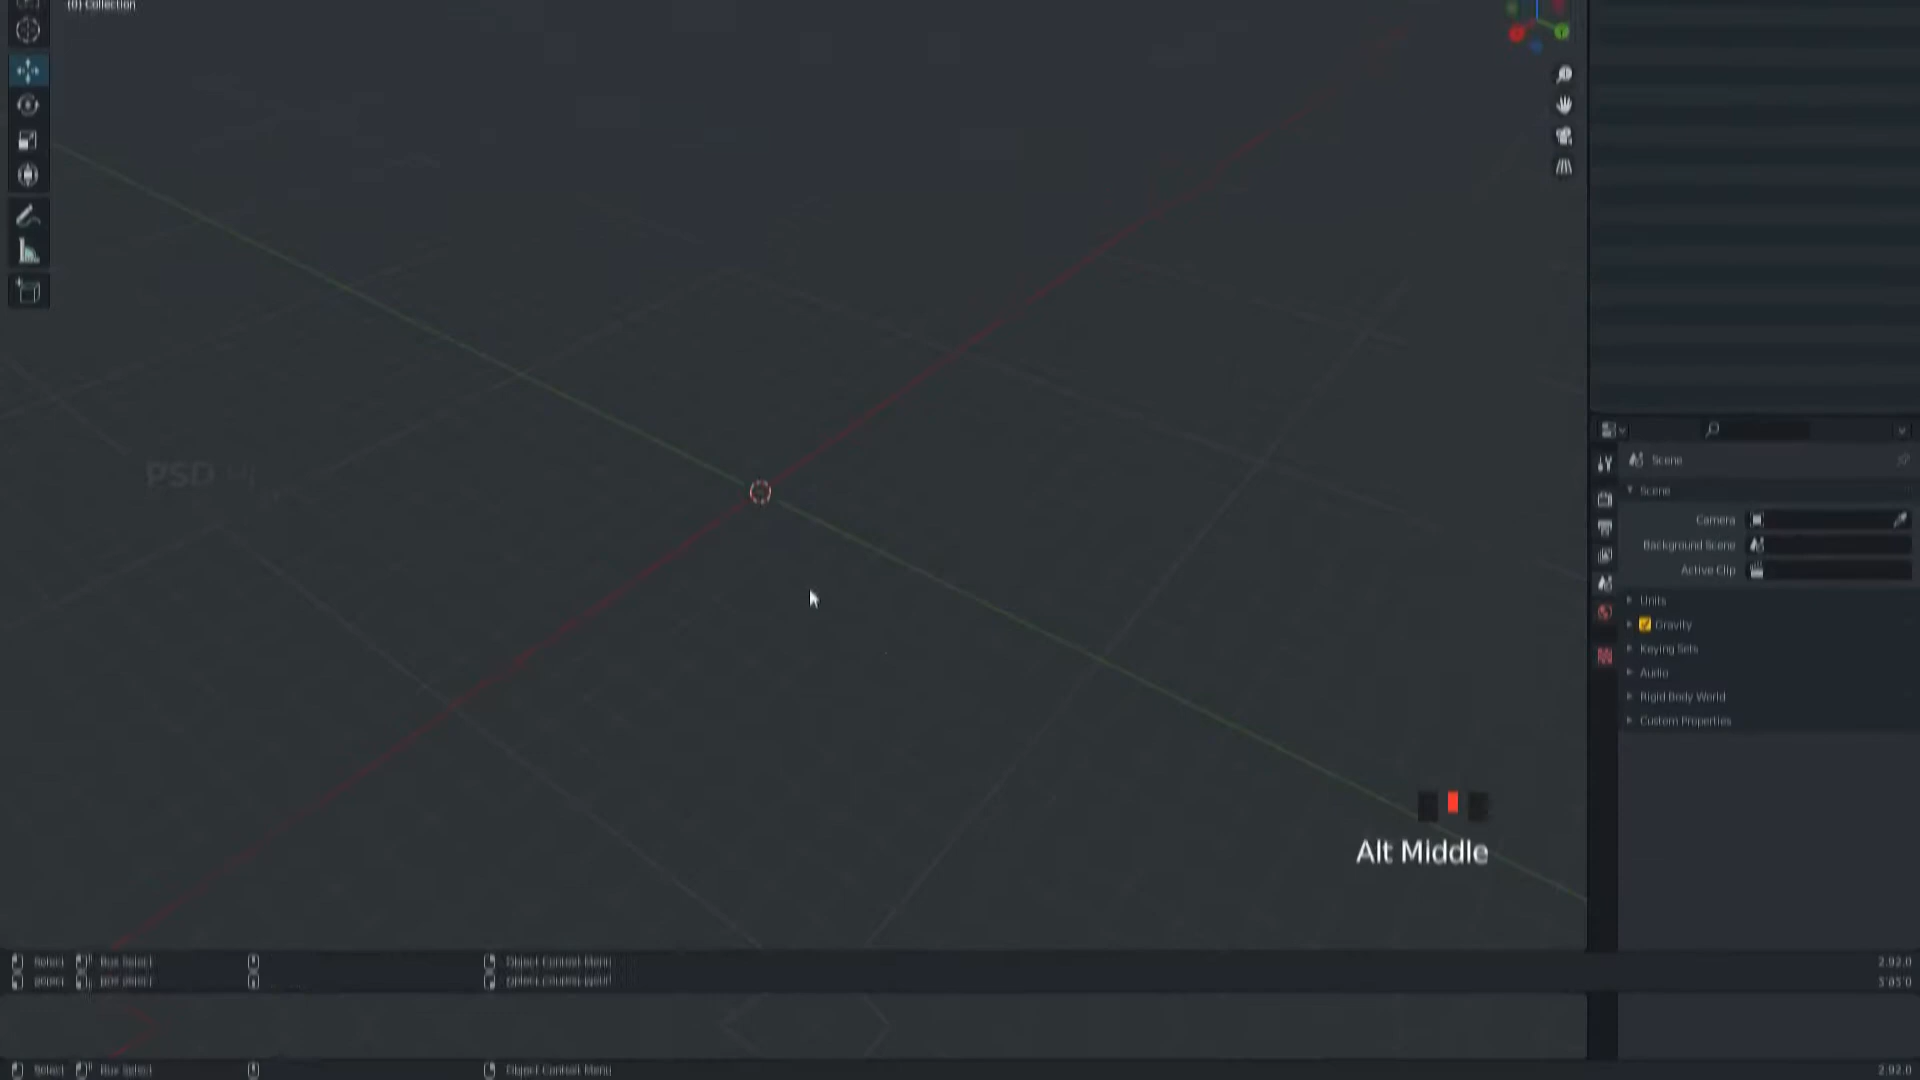 (0) Collection
Scene
Scene
Camera
Background Scene
Active Clip
Units
Gravity
Keying Sets
Audio
Rigid Body World
Custom Properties
PSD
Alt Middle
Select Box Select Object Context Menu 2.92.0
Select Box Select Object Context Menu 2.92.0